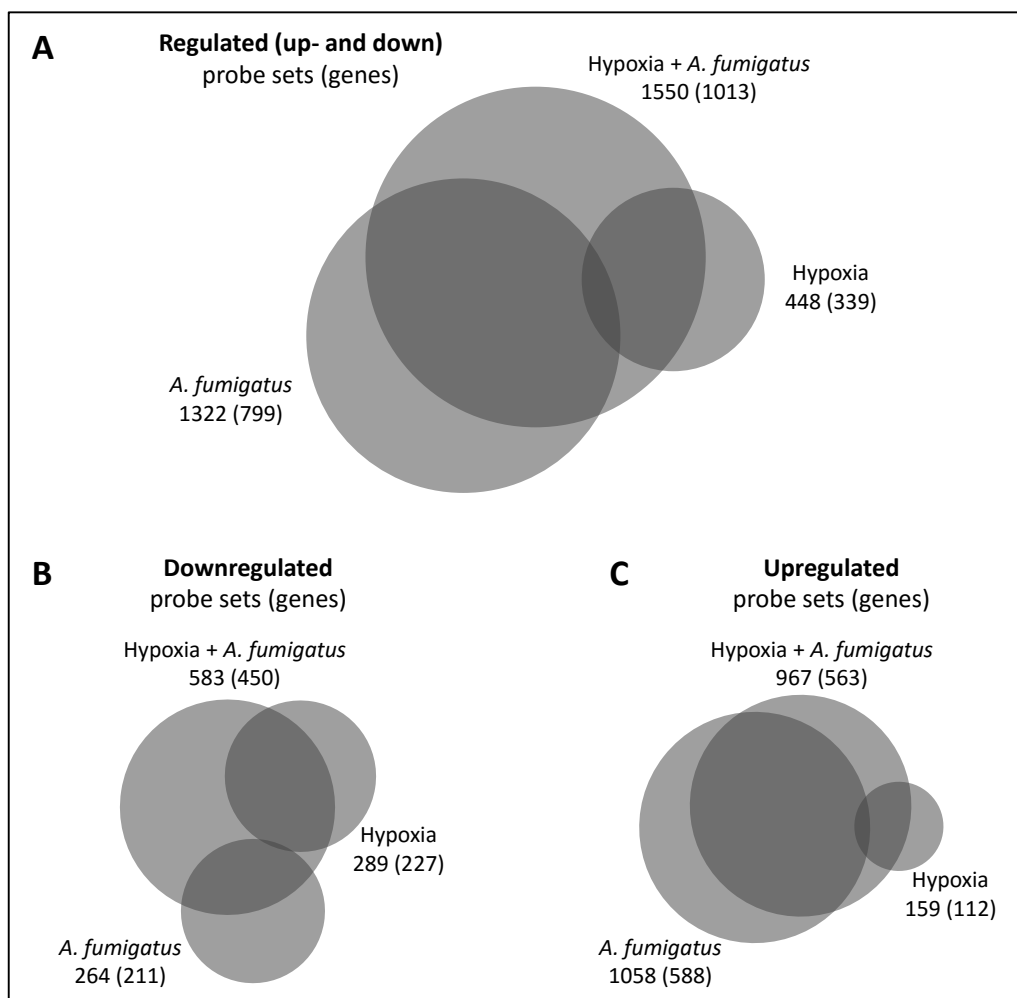 A
Regulated (up- and down)
probe sets (genes)
Hypoxia + A. fumigatus
1550 (1013)
Hypoxia
448 (339)
A. fumigatus
1322 (799)
B
Downregulated
probe sets (genes)
Hypoxia + A. fumigatus
583 (450)
Hypoxia
289 (227)
A. fumigatus
264 (211)
C
Upregulated
probe sets (genes)
Hypoxia + A. fumigatus
967 (563)
Hypoxia
159 (112)
A. fumigatus
1058 (588)